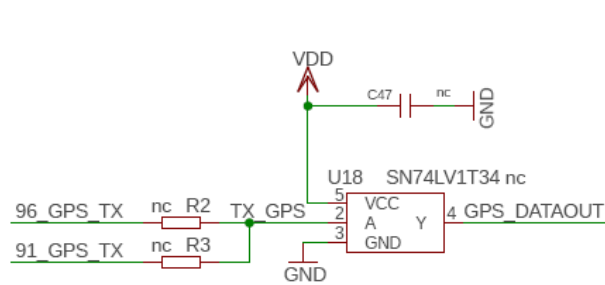 VDD
C47 nc
GND
U18 SN74LV1T34 nc
5 VCC
96_GPS_TX nc R2 TX_GPS 2 A Y 4 GPS_DATAOUT
3 GND
91_GPS_TX nc R3
GND